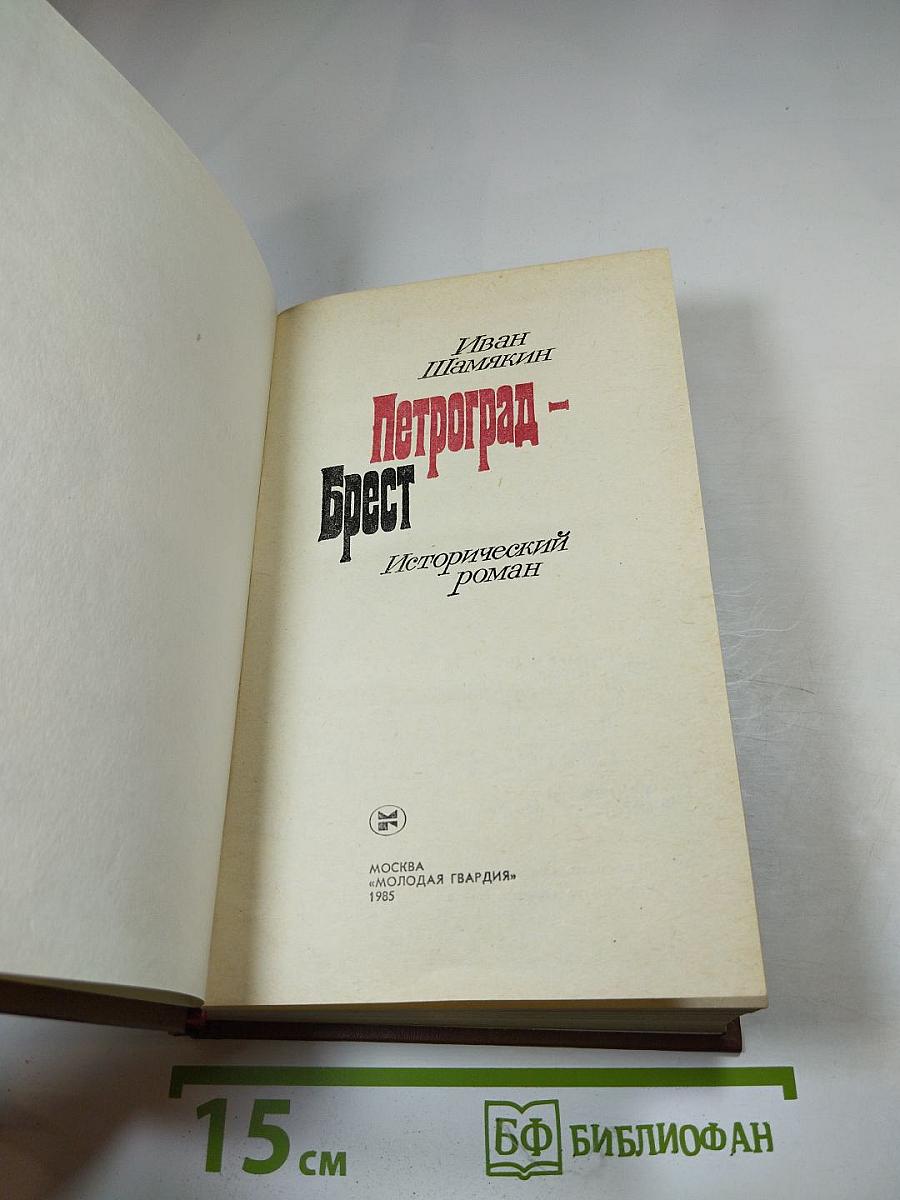 Иван
Шамякин
Петроград –
Брест
Исторический
роман
МОСКВА
«МОЛОДАЯ ГВАРДИЯ»
1985
15 см
БФ БИБЛИОФАН